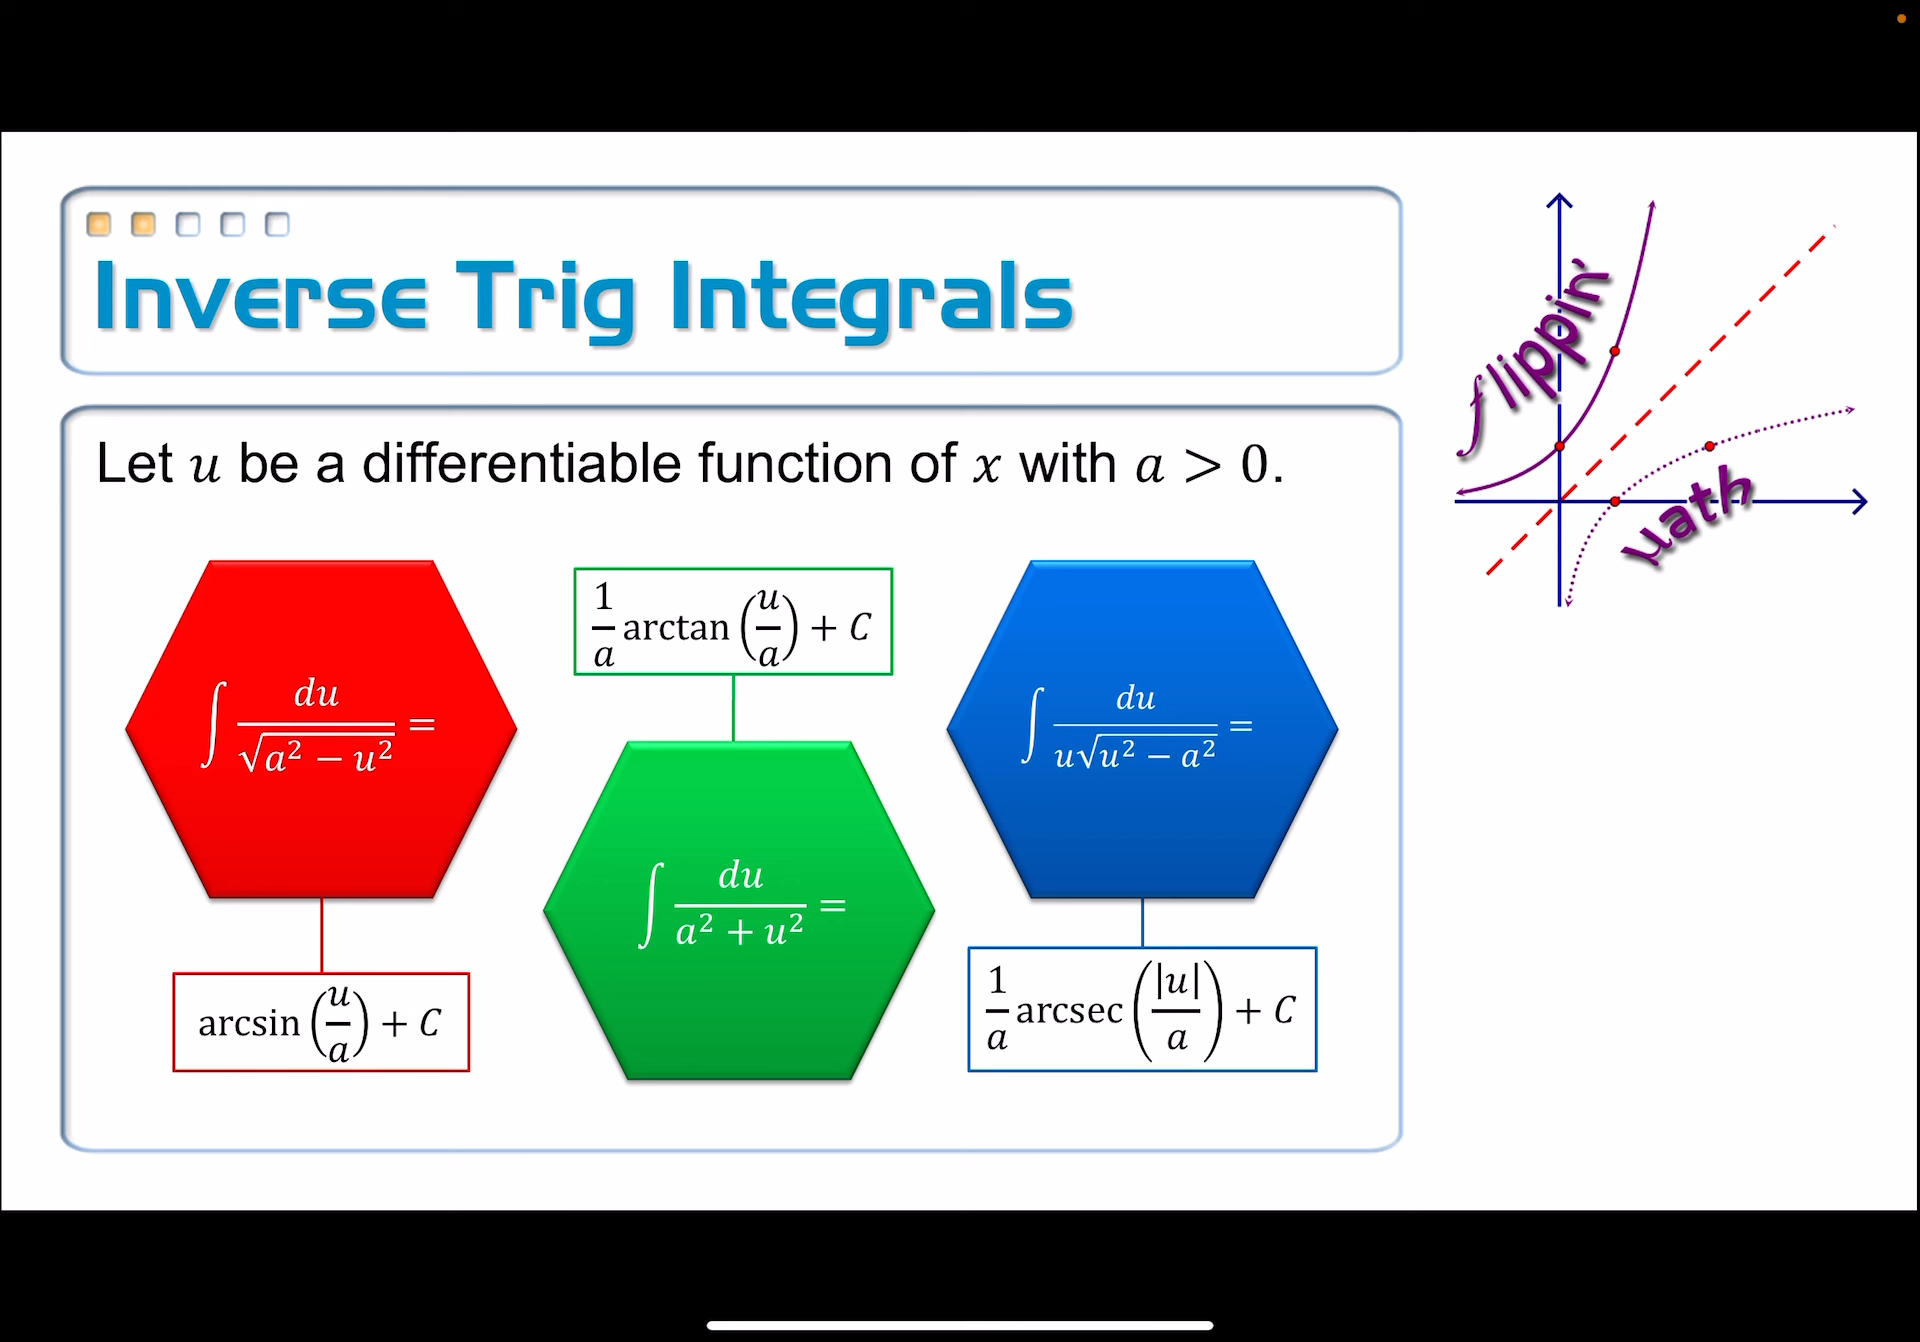 Inverse Trig Integrals
flippin'
μath
Let u be a differentiable function of x with a > 0.
∫ du/√(a² − u²) =
arcsin (u/a) + C
1/a arctan (u/a) + C
∫ du/(a² + u²) =
∫ du/(u√(u² − a²)) =
1/a arcsec (|u|/a) + C